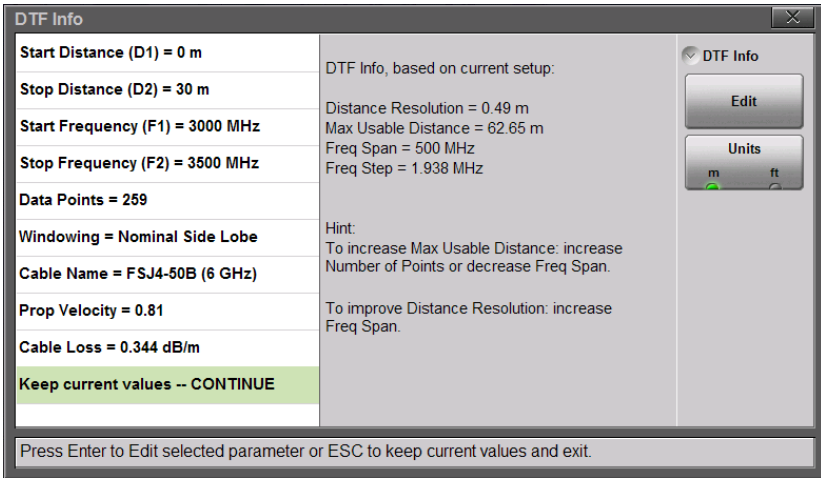 DTF Info
Start Distance (D1) = 0 m
Stop Distance (D2) = 30 m
Start Frequency (F1) = 3000 MHz
Stop Frequency (F2) = 3500 MHz
Data Points = 259
Windowing = Nominal Side Lobe
Cable Name = FSJ4-50B (6 GHz)
Prop Velocity = 0.81
Cable Loss = 0.344 dB/m
Keep current values -- CONTINUE
DTF Info, based on current setup:
Distance Resolution = 0.49 m
Max Usable Distance = 62.65 m
Freq Span = 500 MHz
Freq Step = 1.938 MHz
Hint:
To increase Max Usable Distance: increase
Number of Points or decrease Freq Span.
To improve Distance Resolution: increase
Freq Span.
DTF Info
Edit
Units
m ft
Press Enter to Edit selected parameter or ESC to keep current values and exit.